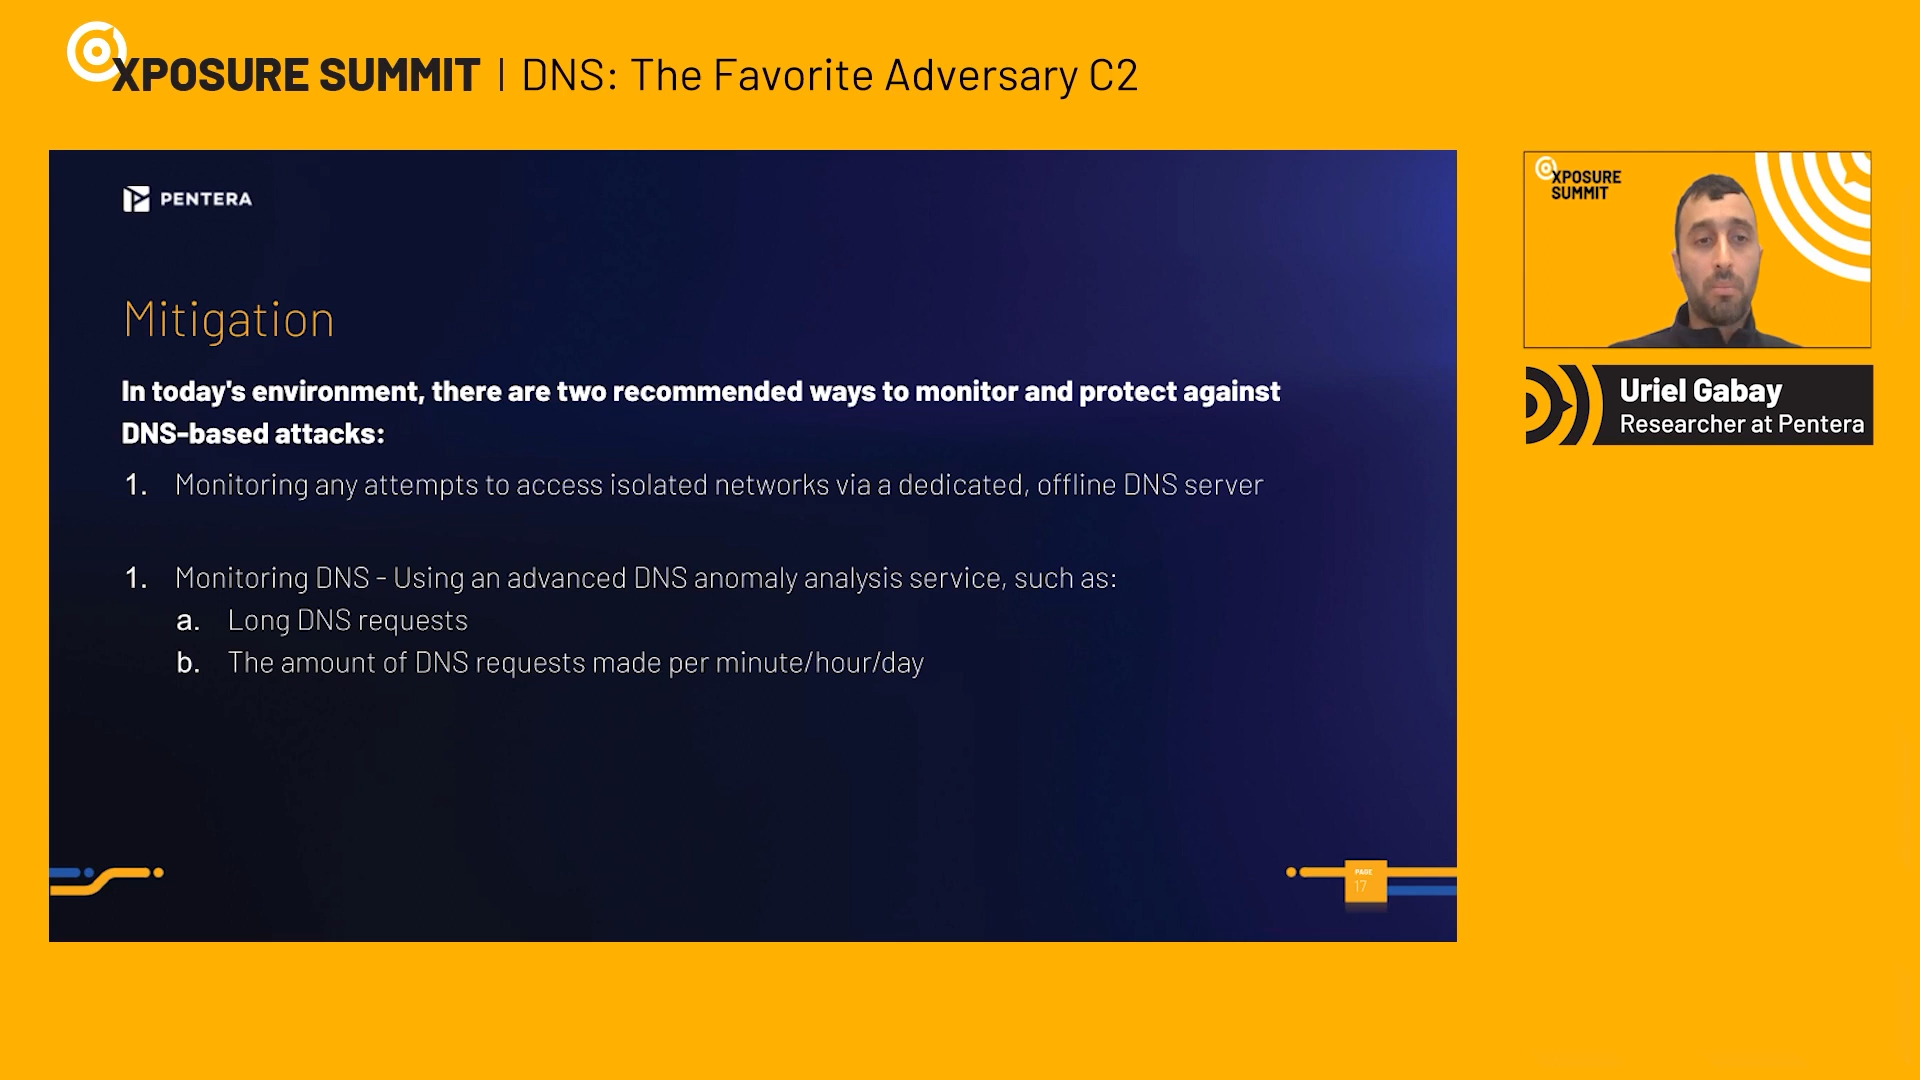 XPOSURE SUMMIT | DNS: The Favorite Adversary C2
PENTERA
Mitigation
In today's environment, there are two recommended ways to monitor and protect against
DNS-based attacks:
1. Monitoring any attempts to access isolated networks via a dedicated, offline DNS server
1. Monitoring DNS - Using an advanced DNS anomaly analysis service, such as:
a. Long DNS requests
b. The amount of DNS requests made per minute/hour/day
PAGE
17
XPOSURE
SUMMIT
Uriel Gabay
Researcher at Pentera